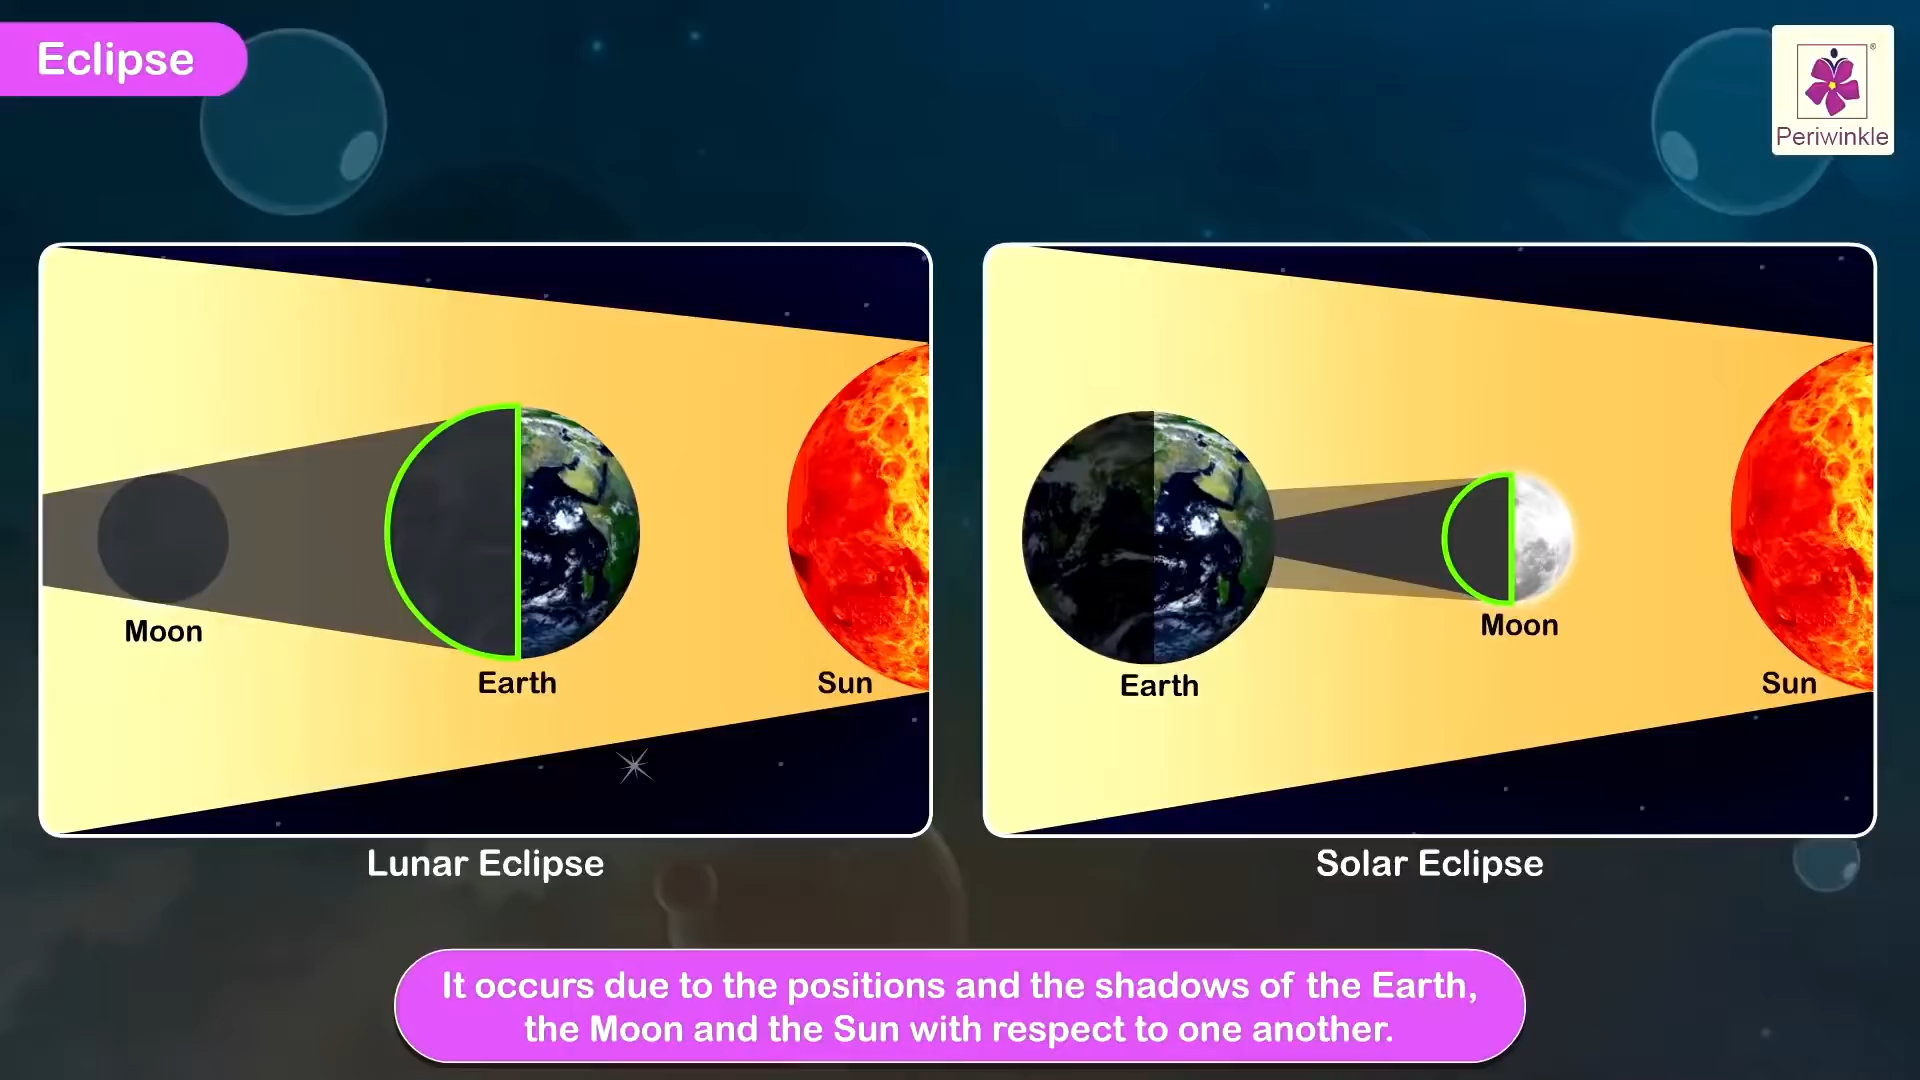 Eclipse
®
Periwinkle
Moon
Earth
Sun
Lunar Eclipse
Earth
Moon
Sun
Solar Eclipse
It occurs due to the positions and the shadows of the Earth,
the Moon and the Sun with respect to one another.